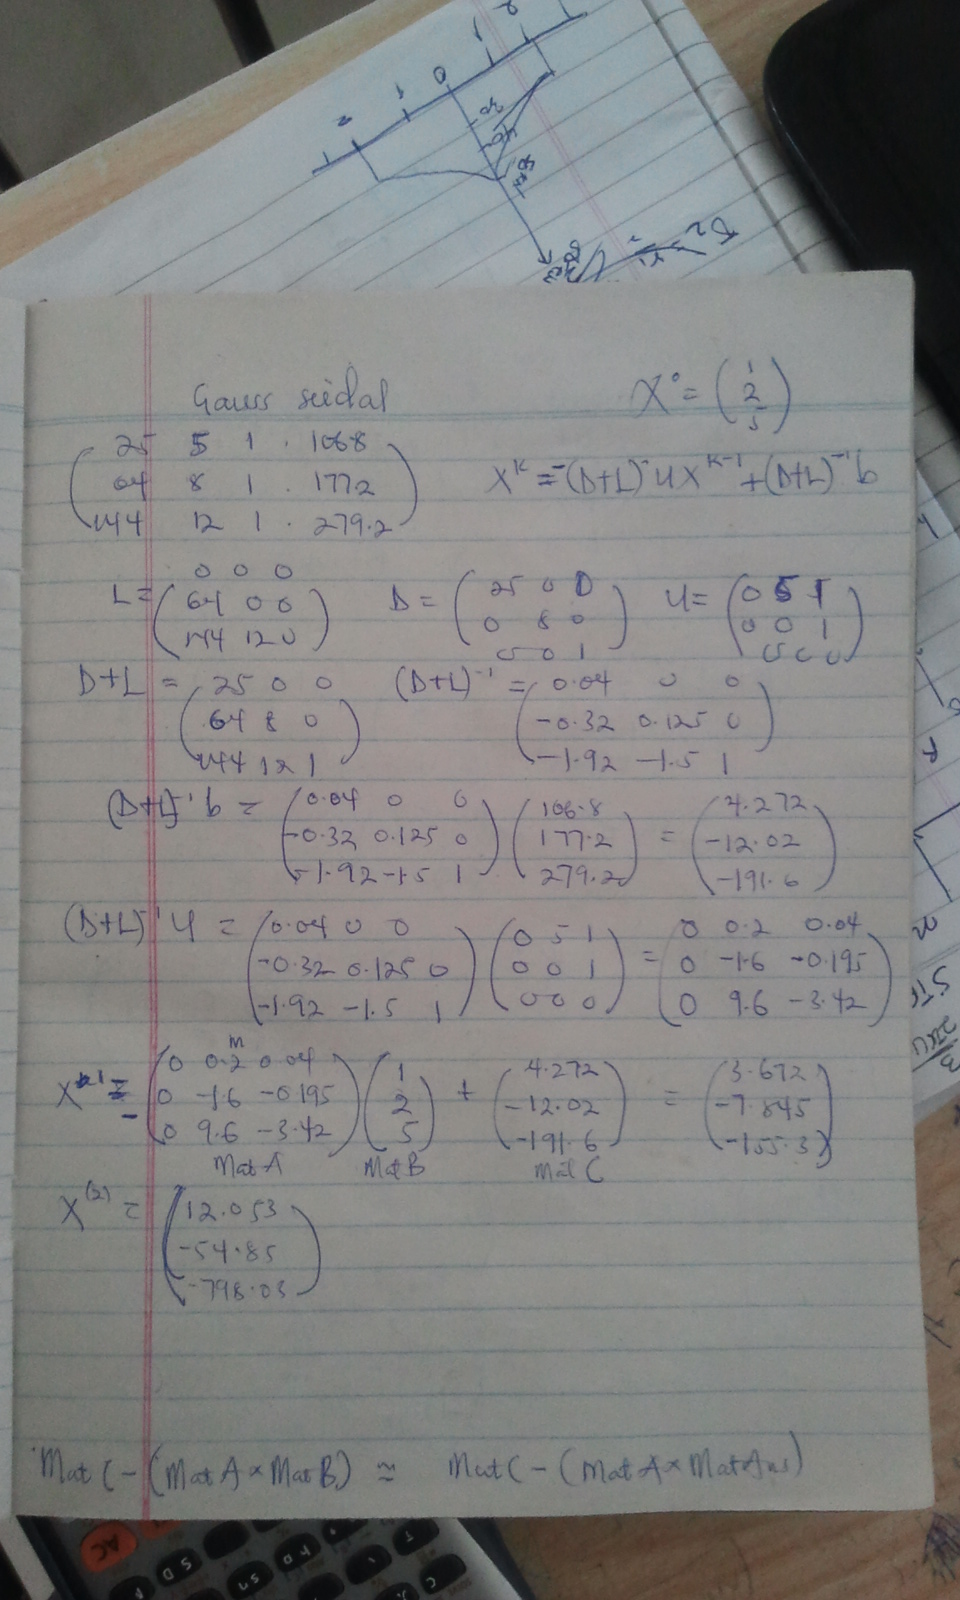 2 1 0 1 2
Gauss seidal
X⁰ = (1 2 5)
25 5 1 . 106.8
64 8 1 . 177.2
144 12 1 . 279.2
Xᵏ = -(D+L)⁻¹UXᵏ⁻¹ + (D+L)⁻¹b
L = (0 0 0
64 0 0
144 12 0)
D = (25 0 0
0 8 0
0 0 1)
U = (0 5 1
0 0 1
0 0 0)
D+L = (25 0 0
64 8 0
144 12 1)
(D+L)⁻¹ = (0.04 0 0
-0.32 0.125 0
-1.92 -1.5 1)
(D+L)⁻¹ b = (0.04 0 0
-0.32 0.125 0
-1.92 -1.5 1)
(106.8
177.2
279.2)
= (4.272
-12.02
-191.6)
(D+L)⁻¹ U = (0.04 0 0
-0.32 0.125 0
-1.92 -1.5 1)
(0 5 1
0 0 1
0 0 0)
= (0 0.2 0.04
0 -1.6 -0.195
0 9.6 -3.42)
m
= - (0 0.2 0.04
0 -1.6 -0.195
0 9.6 -3.42)
Mat A
(1
2
5)
Mat B
+ (4.272
-12.02
-191.6)
Mat C
= (3.672
-7.845
-155.3)
X⁽²⁾ = (12.053
-54.85
-798.03)
Mat C - (Mat A × Mat B) ≈ Mat C - (Mat A × Mat Ans)
AC